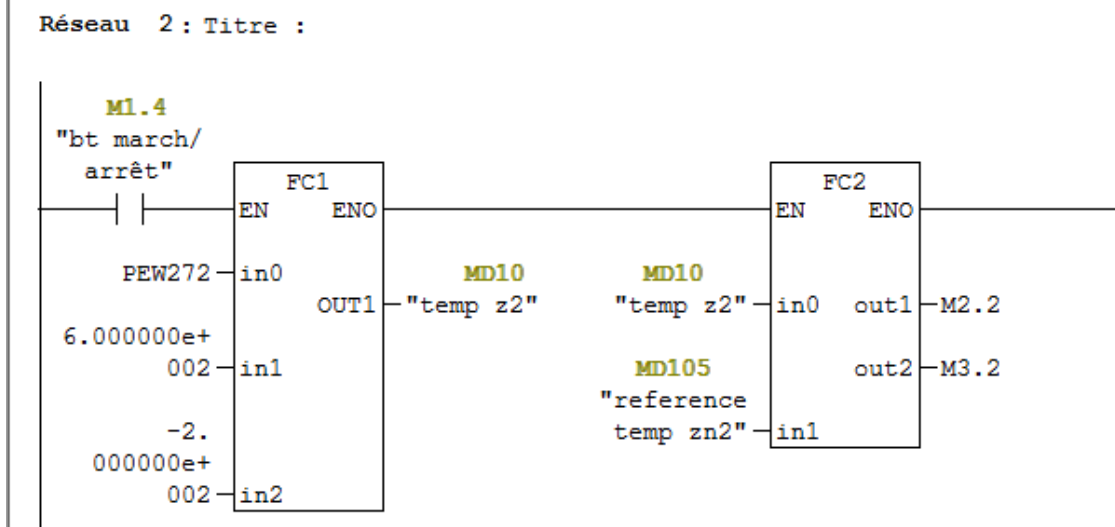 Réseau 2 : Titre :
M1.4
"bt march/
arrêt"
FC1
EN ENO
PEW272 in0
MD10
OUT1 "temp z2"
6.000000e+
002 in1
-2.
000000e+
002 in2
FC2
EN ENO
MD10
"temp z2" in0 out1 M2.2
MD105 out2 M3.2
"reference
temp zn2" in1